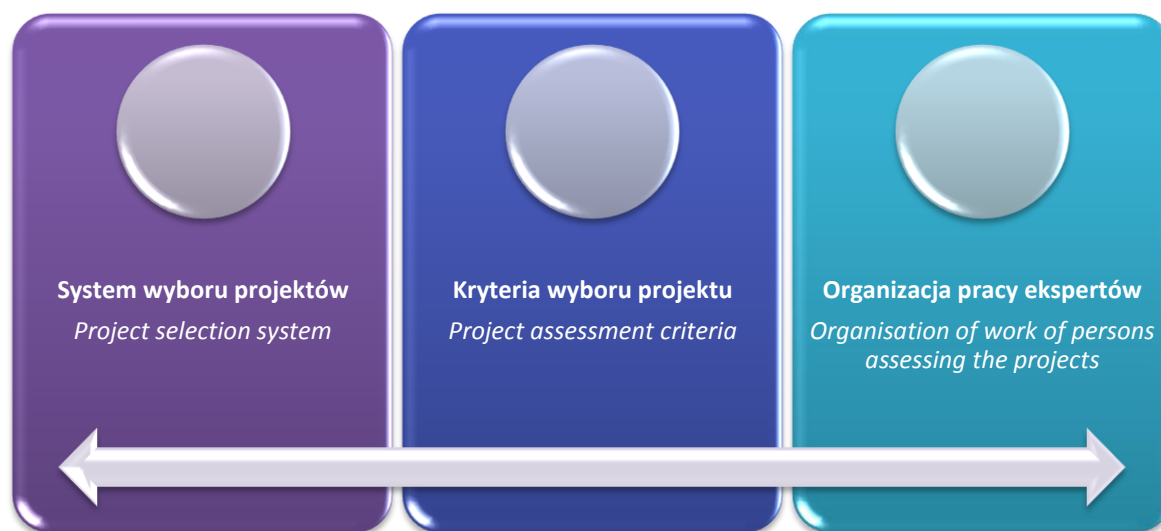 System wyboru projektów
Project selection system
Kryteria wyboru projektu
Project assessment criteria
Organizacja pracy ekspertów
Organisation of work of persons
assessing the projects